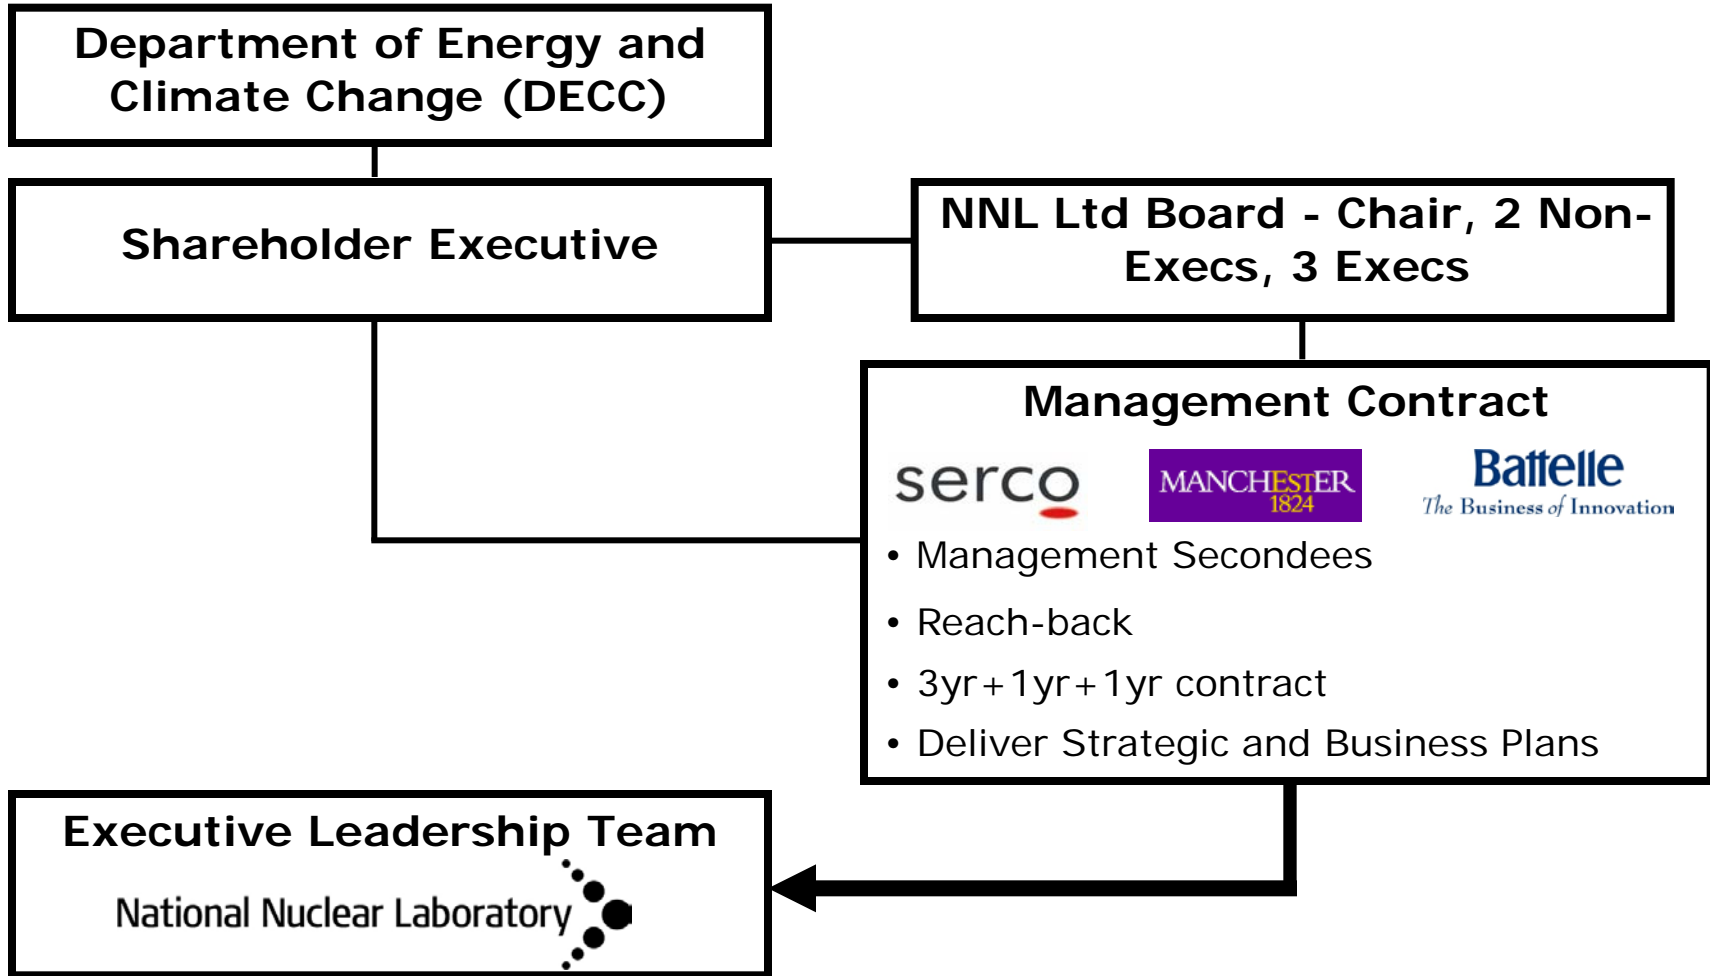 Department of Energy and
Climate Change (DECC)
Shareholder Executive
NNL Ltd Board - Chair, 2 Non-
Execs, 3 Execs
Management Contract
serco
MANCHESTER
1824
Battelle
The Business of Innovation
• Management Secondees
• Reach-back
• 3yr+1yr+1yr contract
• Deliver Strategic and Business Plans
Executive Leadership Team
National Nuclear Laboratory